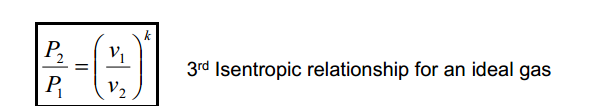 P₂/P₁ = (v₁/v₂)ᵏ
3rd Isentropic relationship for an ideal gas